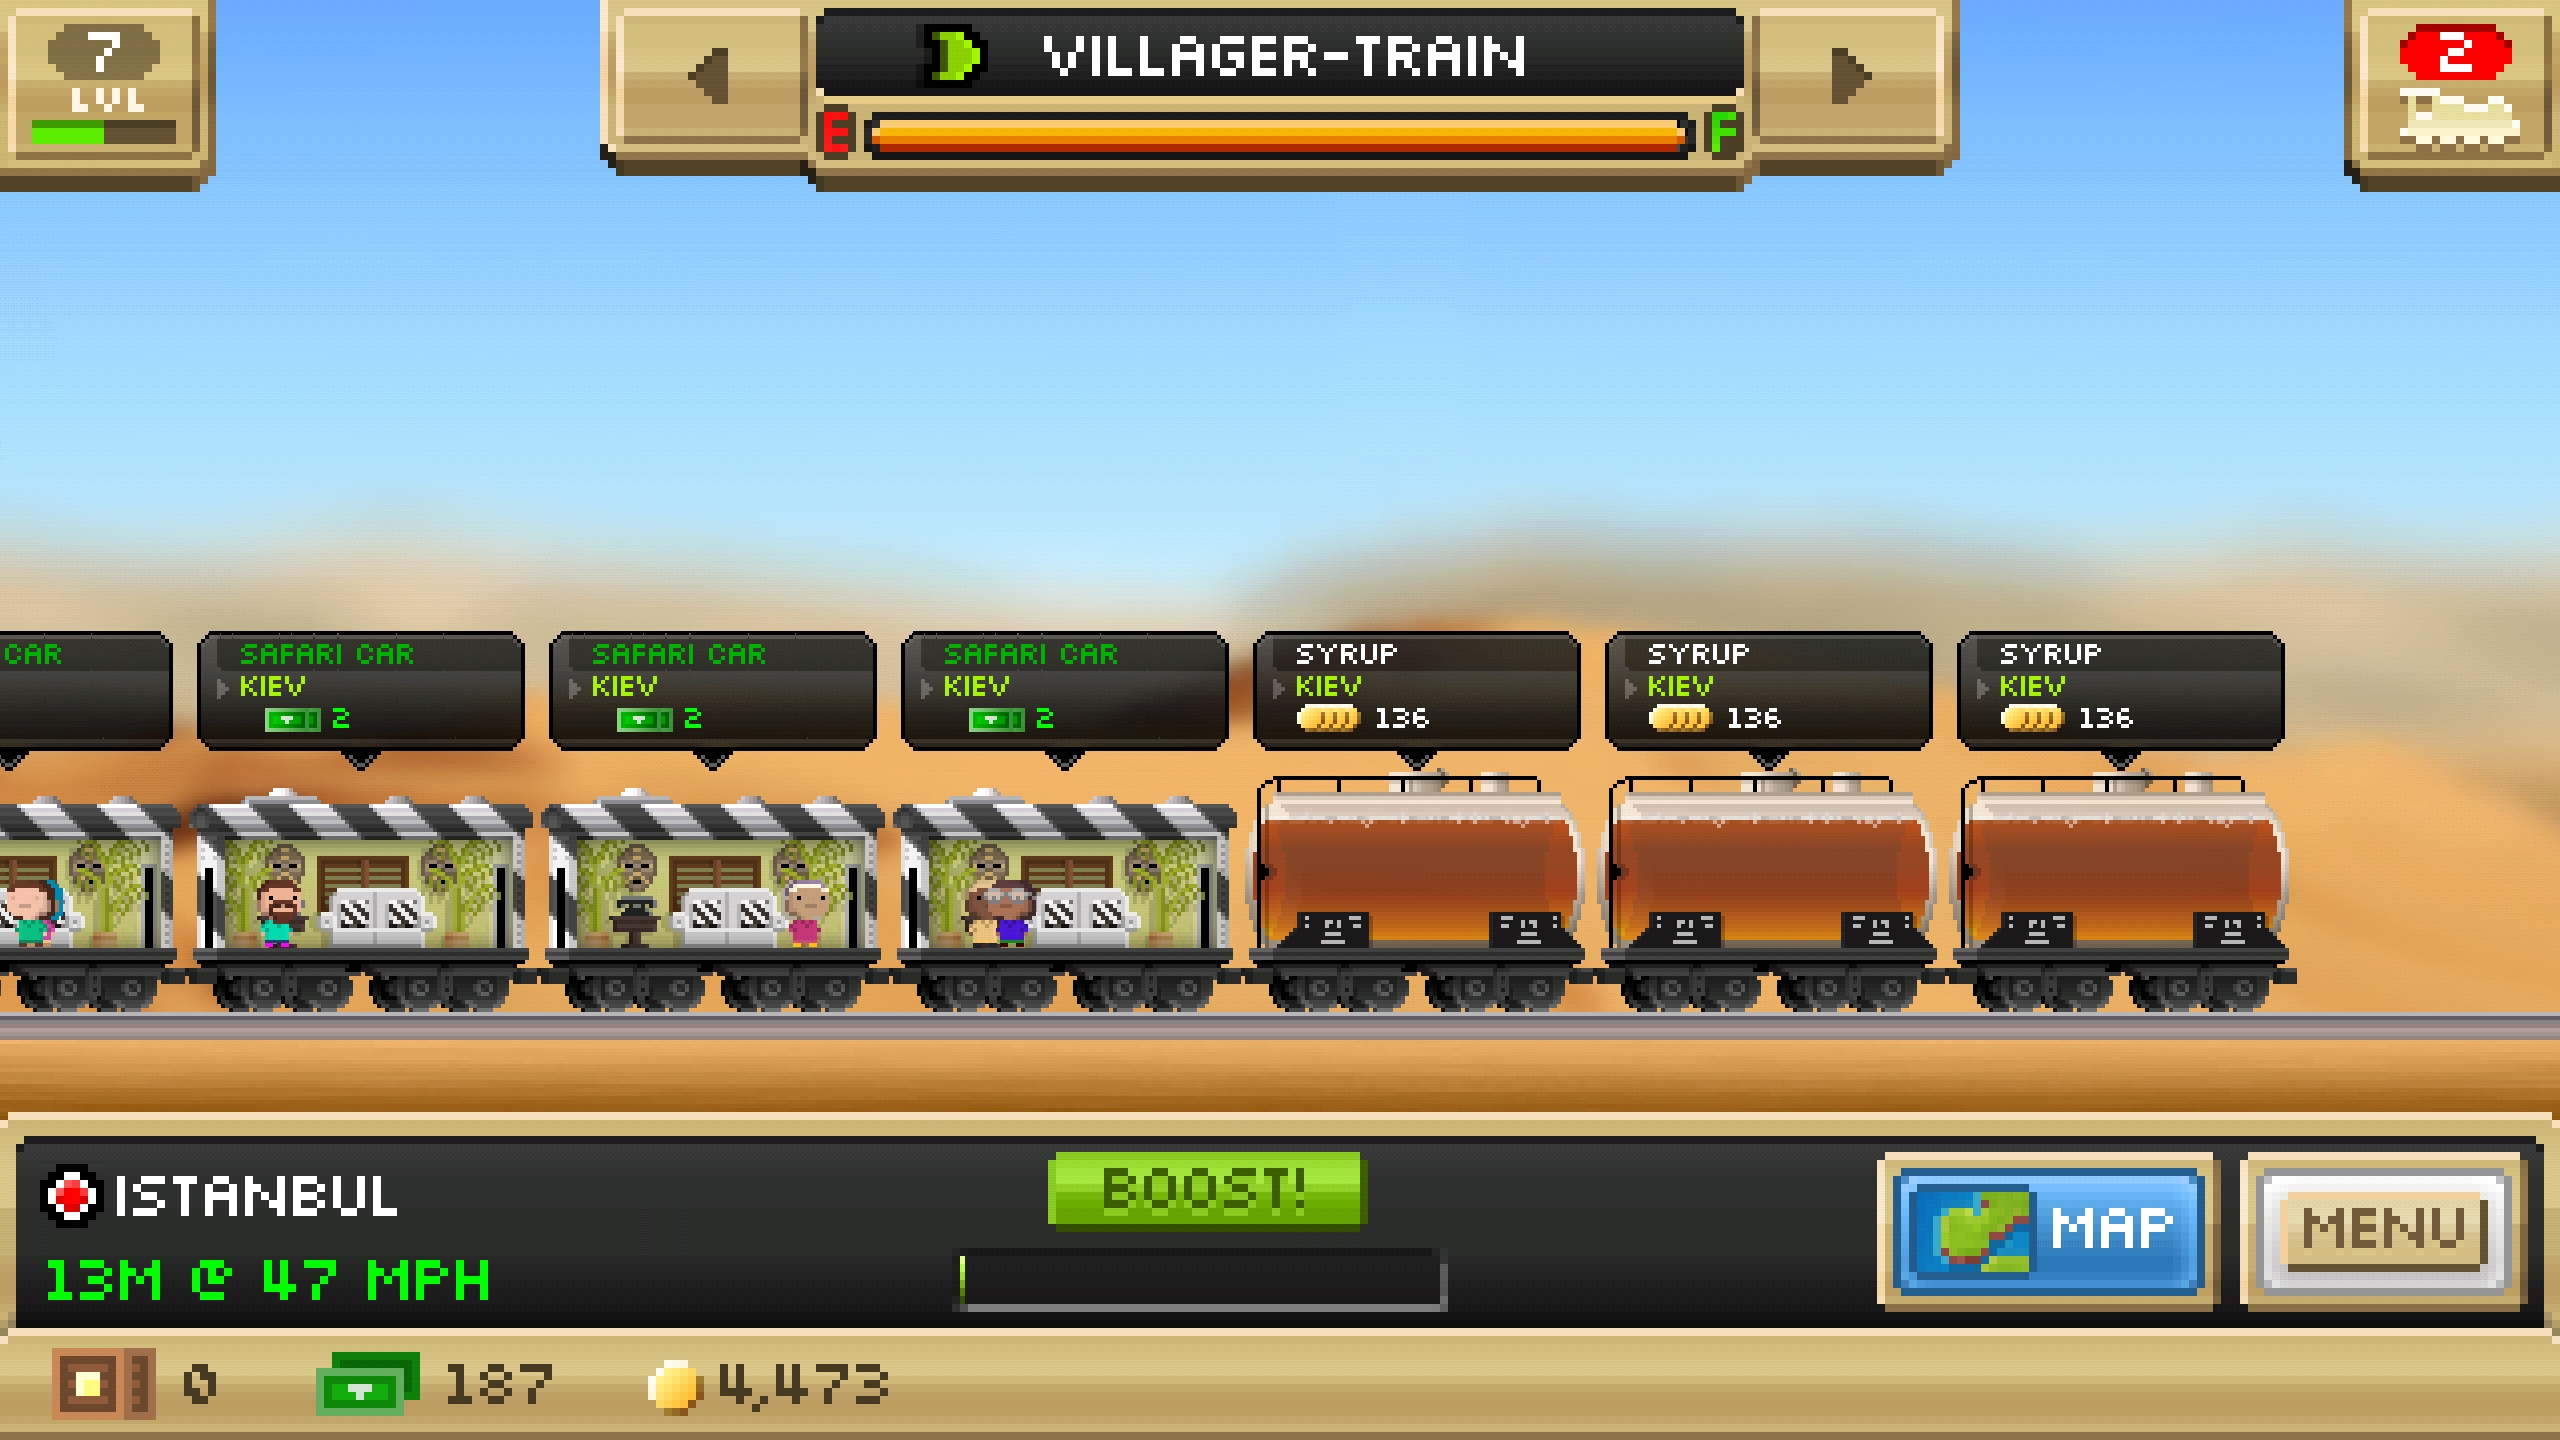 7
LVL
VILLAGER-TRAIN
E F
2
CAR
SAFARI CAR
KIEV
2
SAFARI CAR
KIEV
2
SAFARI CAR
KIEV
2
SYRUP
KIEV
136
SYRUP
KIEV
136
SYRUP
KIEV
136
ISTANBUL
13M @ 47 MPH
BOOST!
MAP
MENU
0
187
4,473